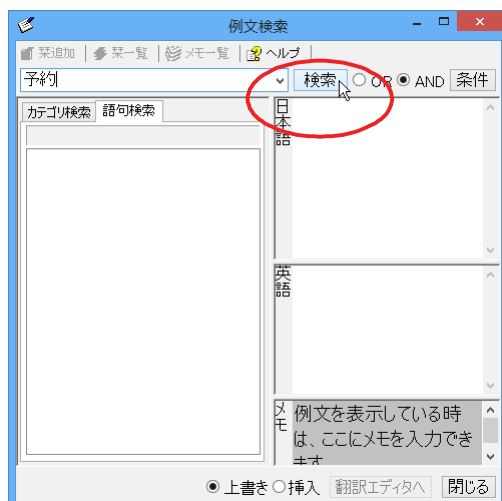 例文検索
栞追加 栞一覧 メモ一覧 ヘルプ
予約 検索 OR AND 条件
カテゴリ検索 語句検索
日本語
英語
メモ
例文を表示している時
は、ここにメモを入力でき
ます
上書き 挿入 翻訳エディタへ 閉じる